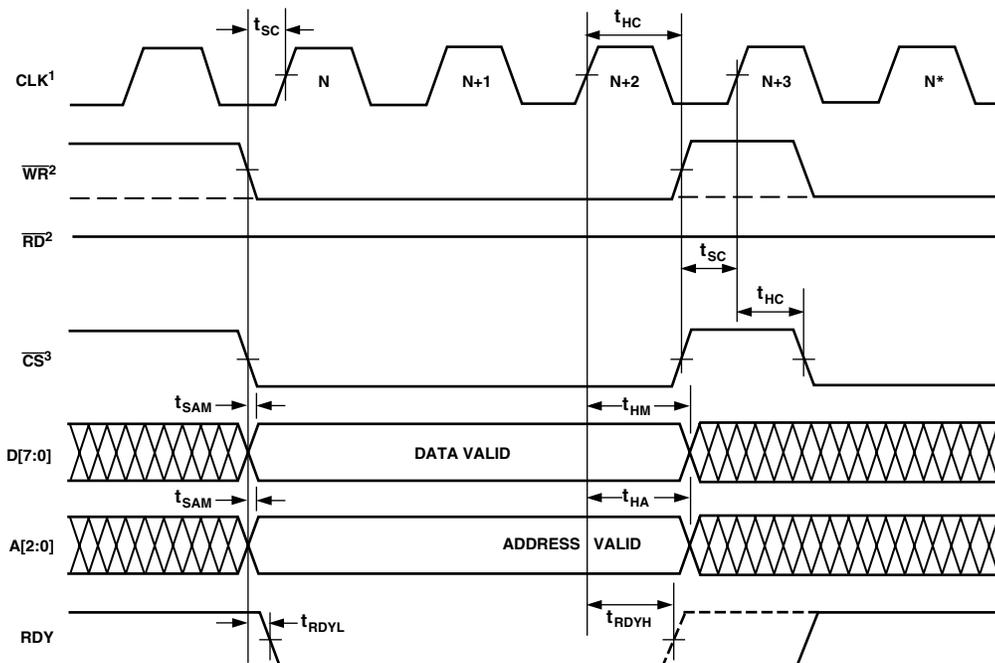 tSC
tHC
CLK¹
N
N+1
N+2
N+3
N*
WR²
RD²
tSC
tHC
CS³
tSAM
tHM
D[7:0]
DATA VALID
tSAM
tHA
A[2:0]
ADDRESS VALID
RDY
tRDYL
tRDYH